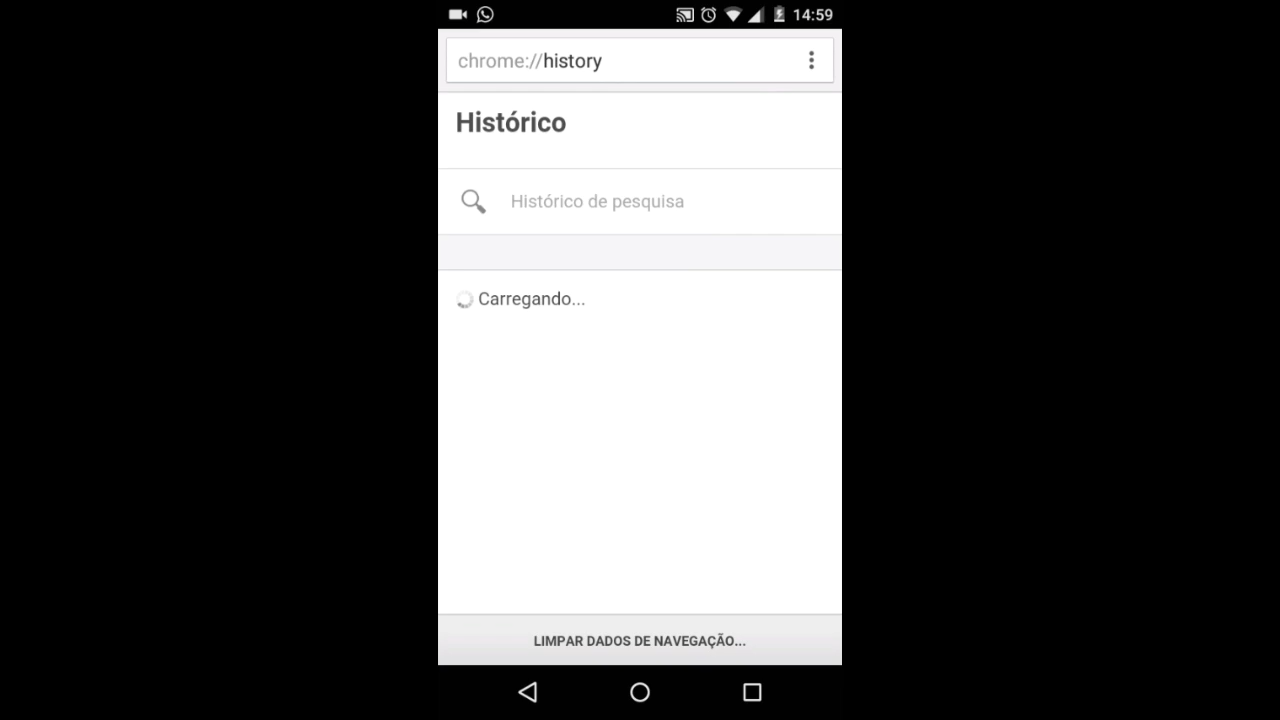 14:59
chrome://history
Histórico
Histórico de pesquisa
Carregando...
LIMPAR DADOS DE NAVEGAÇÃO...